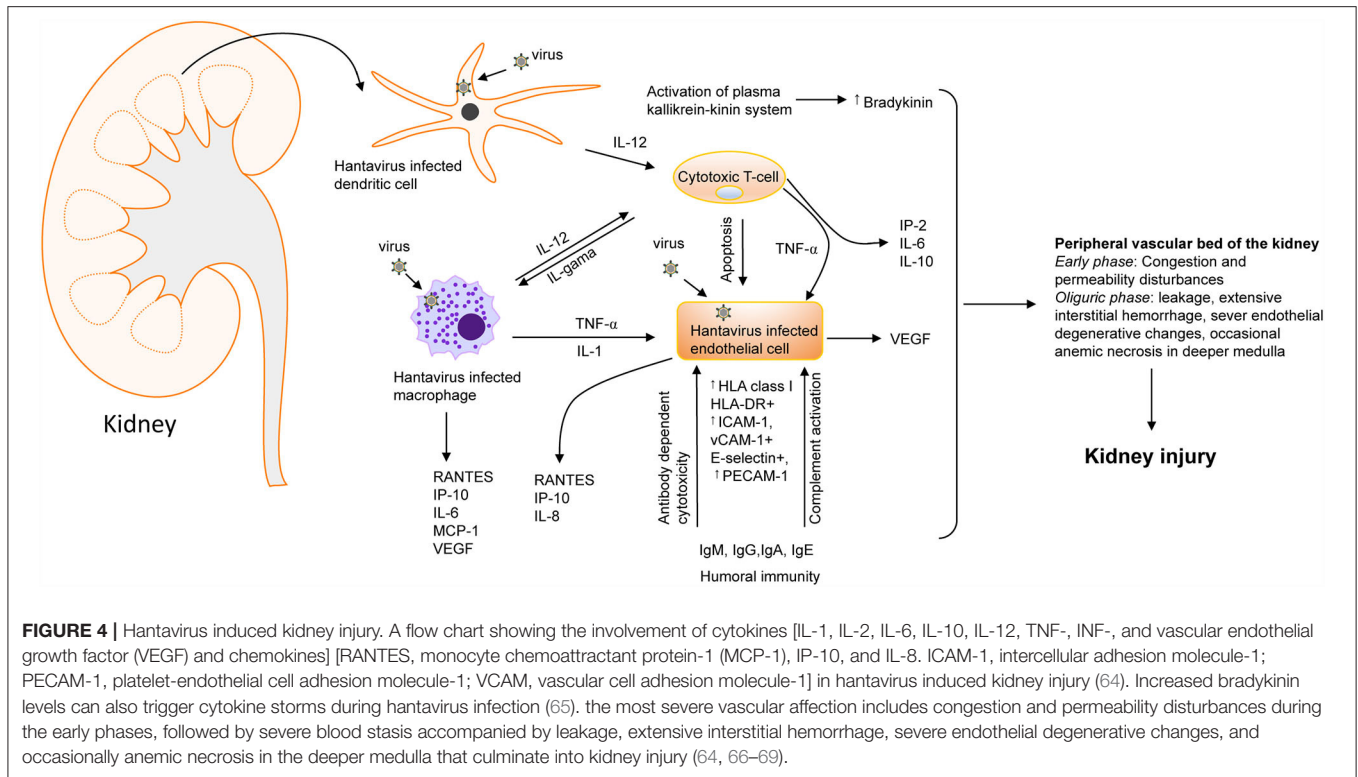 virus
Activation of plasma
kallikrein-kinin system
↑ Bradykinin
Hantavirus infected
dendritic cell
IL-12
Cytotoxic T-cell
IL-12
IL-gama
virus
virus
Apoptosis
TNF-α
IP-2
IL-6
IL-10
Peripheral vascular bed of the kidney
Early phase: Congestion and
permeability disturbances
Oliguric phase: leakage, extensive
interstitial hemorrhage, sever endothelial
degenerative changes, occasional
anemic necrosis in deeper medulla
TNF-α
IL-1
Hantavirus infected
endothelial cell
VEGF
Hantavirus infected
macrophage
Kidney
↑HLA class I
HLA-DR+
↑ICAM-1,
vCAM-1+
E-selectin+,
↑PECAM-1
Antibody dependent
cytotoxicity
Complement activation
Kidney injury
RANTES
IP-10
IL-6
MCP-1
VEGF
RANTES
IP-10
IL-8
IgM, IgG,IgA, IgE
Humoral immunity
FIGURE 4 | Hantavirus induced kidney injury. A flow chart showing the involvement of cytokines [IL-1, IL-2, IL-6, IL-10, IL-12, TNF-, INF-, and vascular endothelial
growth factor (VEGF) and chemokines] [RANTES, monocyte chemoattractant protein-1 (MCP-1), IP-10, and IL-8. ICAM-1, intercellular adhesion molecule-1;
PECAM-1, platelet-endothelial cell adhesion molecule-1; VCAM, vascular cell adhesion molecule-1] in hantavirus induced kidney injury (64). Increased bradykinin
levels can also trigger cytokine storms during hantavirus infection (65). the most severe vascular affection includes congestion and permeability disturbances during
the early phases, followed by severe blood stasis accompanied by leakage, extensive interstitial hemorrhage, severe endothelial degenerative changes, and
occasionally anemic necrosis in the deeper medulla that culminate into kidney injury (64, 66–69).